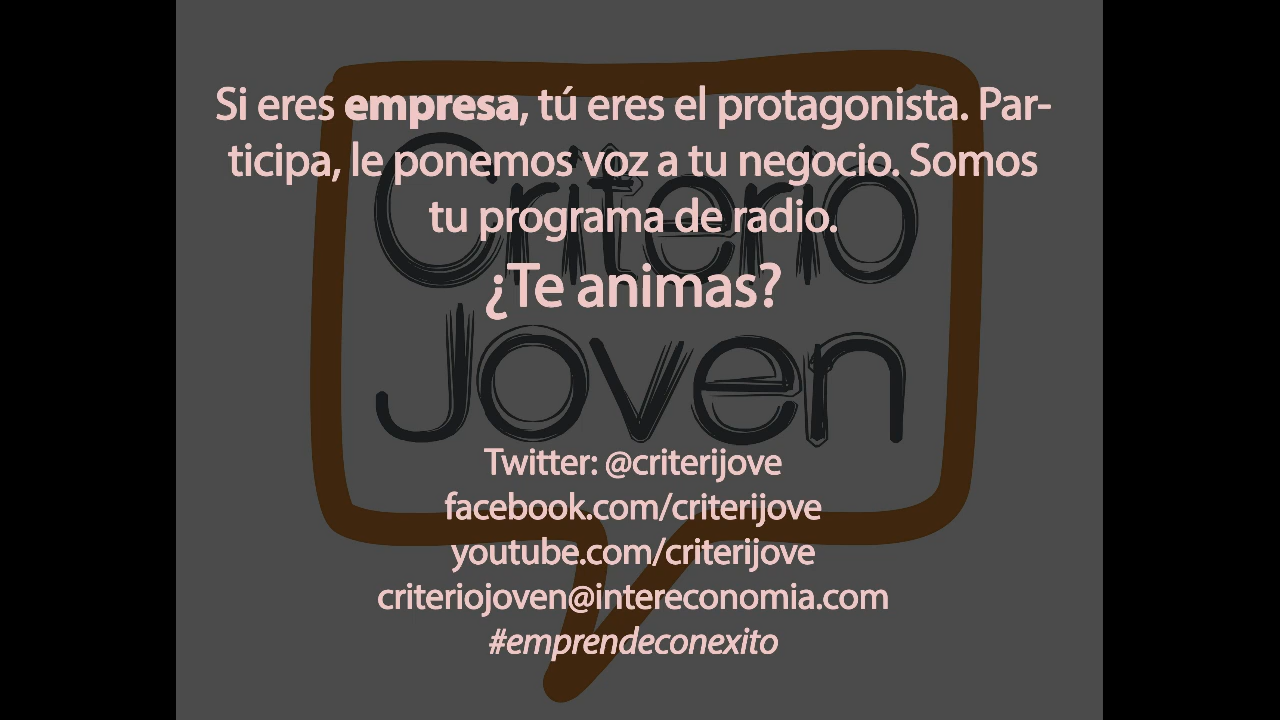 Si eres empresa, tú eres el protagonista. Par-
ticipa, le ponemos voz a tu negocio. Somos
tu programa de radio.
¿Te animas?
Criterio
Joven
Twitter: @criterijove
facebook.com/criterijove
youtube.com/criterijove
criteriojoven@intereconomia.com
#emprendeconexito